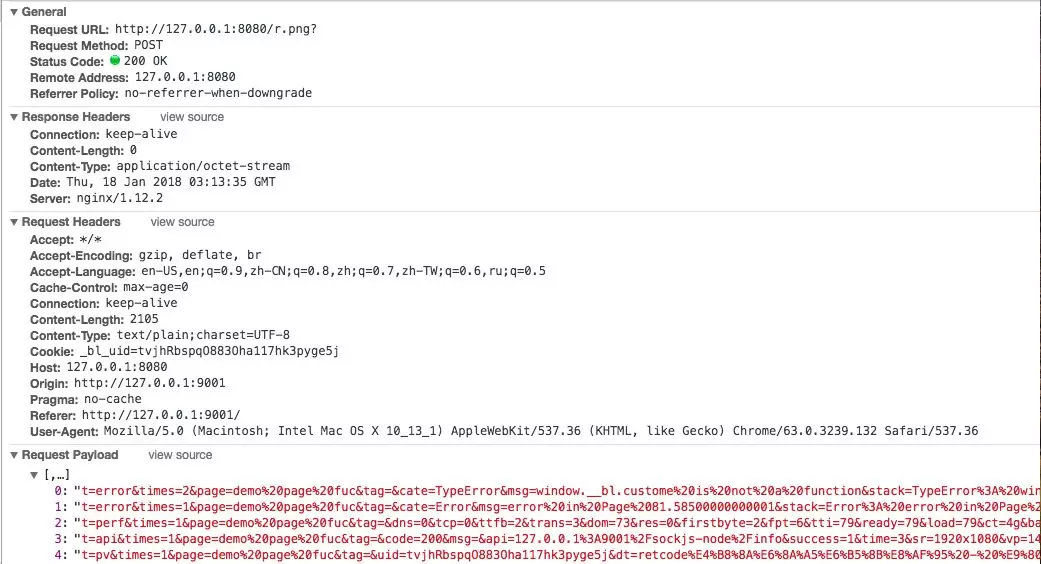 General
Request URL: http://127.0.0.1:8080/r.png?
Request Method: POST
Status Code: 200 OK
Remote Address: 127.0.0.1:8080
Referrer Policy: no-referrer-when-downgrade
Response Headers view source
Connection: keep-alive
Content-Length: 0
Content-Type: application/octet-stream
Date: Thu, 18 Jan 2018 03:13:35 GMT
Server: nginx/1.12.2
Request Headers view source
Accept: */*
Accept-Encoding: gzip, deflate, br
Accept-Language: en-US,en;q=0.9,zh-CN;q=0.8,zh;q=0.7,zh-TW;q=0.6,ru;q=0.5
Cache-Control: max-age=0
Connection: keep-alive
Content-Length: 2105
Content-Type: text/plain;charset=UTF-8
Cookie: _bl_uid=tvjhRbspqO883Oha117hk3pyge5j
Host: 127.0.0.1:8080
Origin: http://127.0.0.1:9001
Pragma: no-cache
Referer: http://127.0.0.1:9001/
User-Agent: Mozilla/5.0 (Macintosh; Intel Mac OS X 10_13_1) AppleWebKit/537.36 (KHTML, like Gecko) Chrome/63.0.3239.132 Safari/537.36
Request Payload view source
[,…]
0: "t=error&times=2&page=demo%20page%20fuc&tag=&cate=TypeError&msg=window.__bl.custome%20is%20not%20a%20function&stack=TypeError%3A%20win
1: "t=error&times=1&page=demo%20page%20fuc&tag=&cate=Error&msg=error%20in%20Page%2081.58500000000001&stack=Error%3A%20error%20in%20Page%2
2: "t=perf&times=1&page=demo%20page%20fuc&tag=&dns=0&tcp=0&ttfb=2&trans=3&dom=73&res=0&firstbyte=2&fpt=6&tti=79&ready=79&load=79&ct=4g&ba
3: "t=api&times=1&page=demo%20page%20fuc&tag=&code=200&msg=&api=127.0.0.1%3A9001%2Fsockjs-node%2Finfo&success=1&time=3&sr=1920x1080&vp=14
4: "t=pv&times=1&page=demo%20page%20fuc&tag=&uid=tvjhRbspqO883Oha117hk3pyge5j&dt=retcode%E4%B8%8A%E6%8A%A5%E6%B5%8B%E8%AF%95%20-%20%E9%80